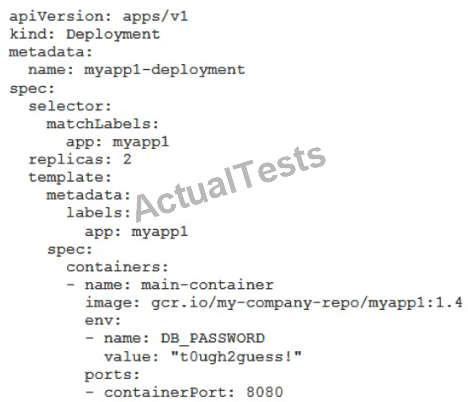 apiVersion: apps/v1
kind: Deployment
metadata:
  name: myapp1-deployment
spec:
  selector:
    matchLabels:
      app: myapp1
  replicas: 2
  template:
    metadata:
      labels:
        app: myapp1
    spec:
      containers:
      - name: main-container
        image: gcr.io/my-company-repo/myapp1:1.4
        env:
        - name: DB_PASSWORD
          value: "t0ugh2guess!"
        ports:
        - containerPort: 8080
ActualTests